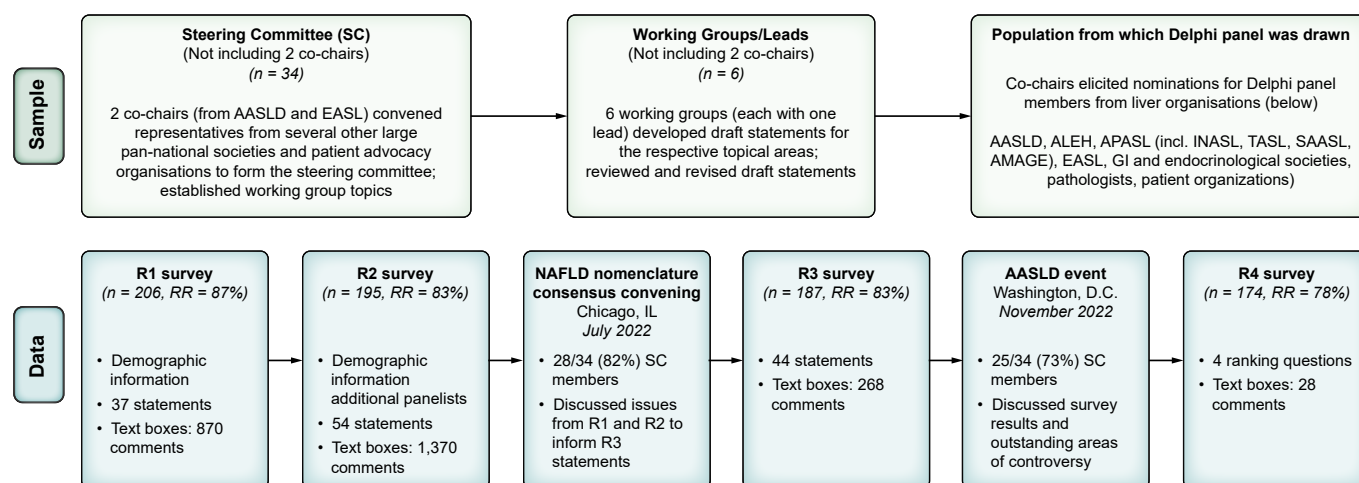 Sample
Steering Committee (SC)
(Not including 2 co-chairs)
(n = 34)
2 co-chairs (from AASLD and EASL) convened
representatives from several other large
pan-national societies and patient advocacy
organisations to form the steering committee;
established working group topics
Working Groups/Leads
(Not including 2 co-chairs)
(n = 6)
6 working groups (each with one
lead) developed draft statements for
the respective topical areas;
reviewed and revised draft statements
Population from which Delphi panel was drawn
Co-chairs elicited nominations for Delphi panel
members from liver organisations (below)
AASLD, ALEH, APASL (incl. INASL, TASL, SAASL,
AMAGE), EASL, GI and endocrinological societies,
pathologists, patient organizations)
Data
R1 survey
(n = 206, RR = 87%)
• Demographic
information
• 37 statements
• Text boxes: 870
comments
R2 survey
(n = 195, RR = 83%)
• Demographic
information
additional panelists
• 54 statements
• Text boxes: 1,370
comments
NAFLD nomenclature
consensus convening
Chicago, IL
July 2022
• 28/34 (82%) SC
members
• Discussed issues
from R1 and R2 to
inform R3
statements
R3 survey
(n = 187, RR = 83%)
• 44 statements
• Text boxes: 268
comments
AASLD event
Washington, D.C.
November 2022
• 25/34 (73%) SC
members
• Discussed survey
results and
outstanding areas
of controversy
R4 survey
(n = 174, RR = 78%)
• 4 ranking questions
• Text boxes: 28
comments